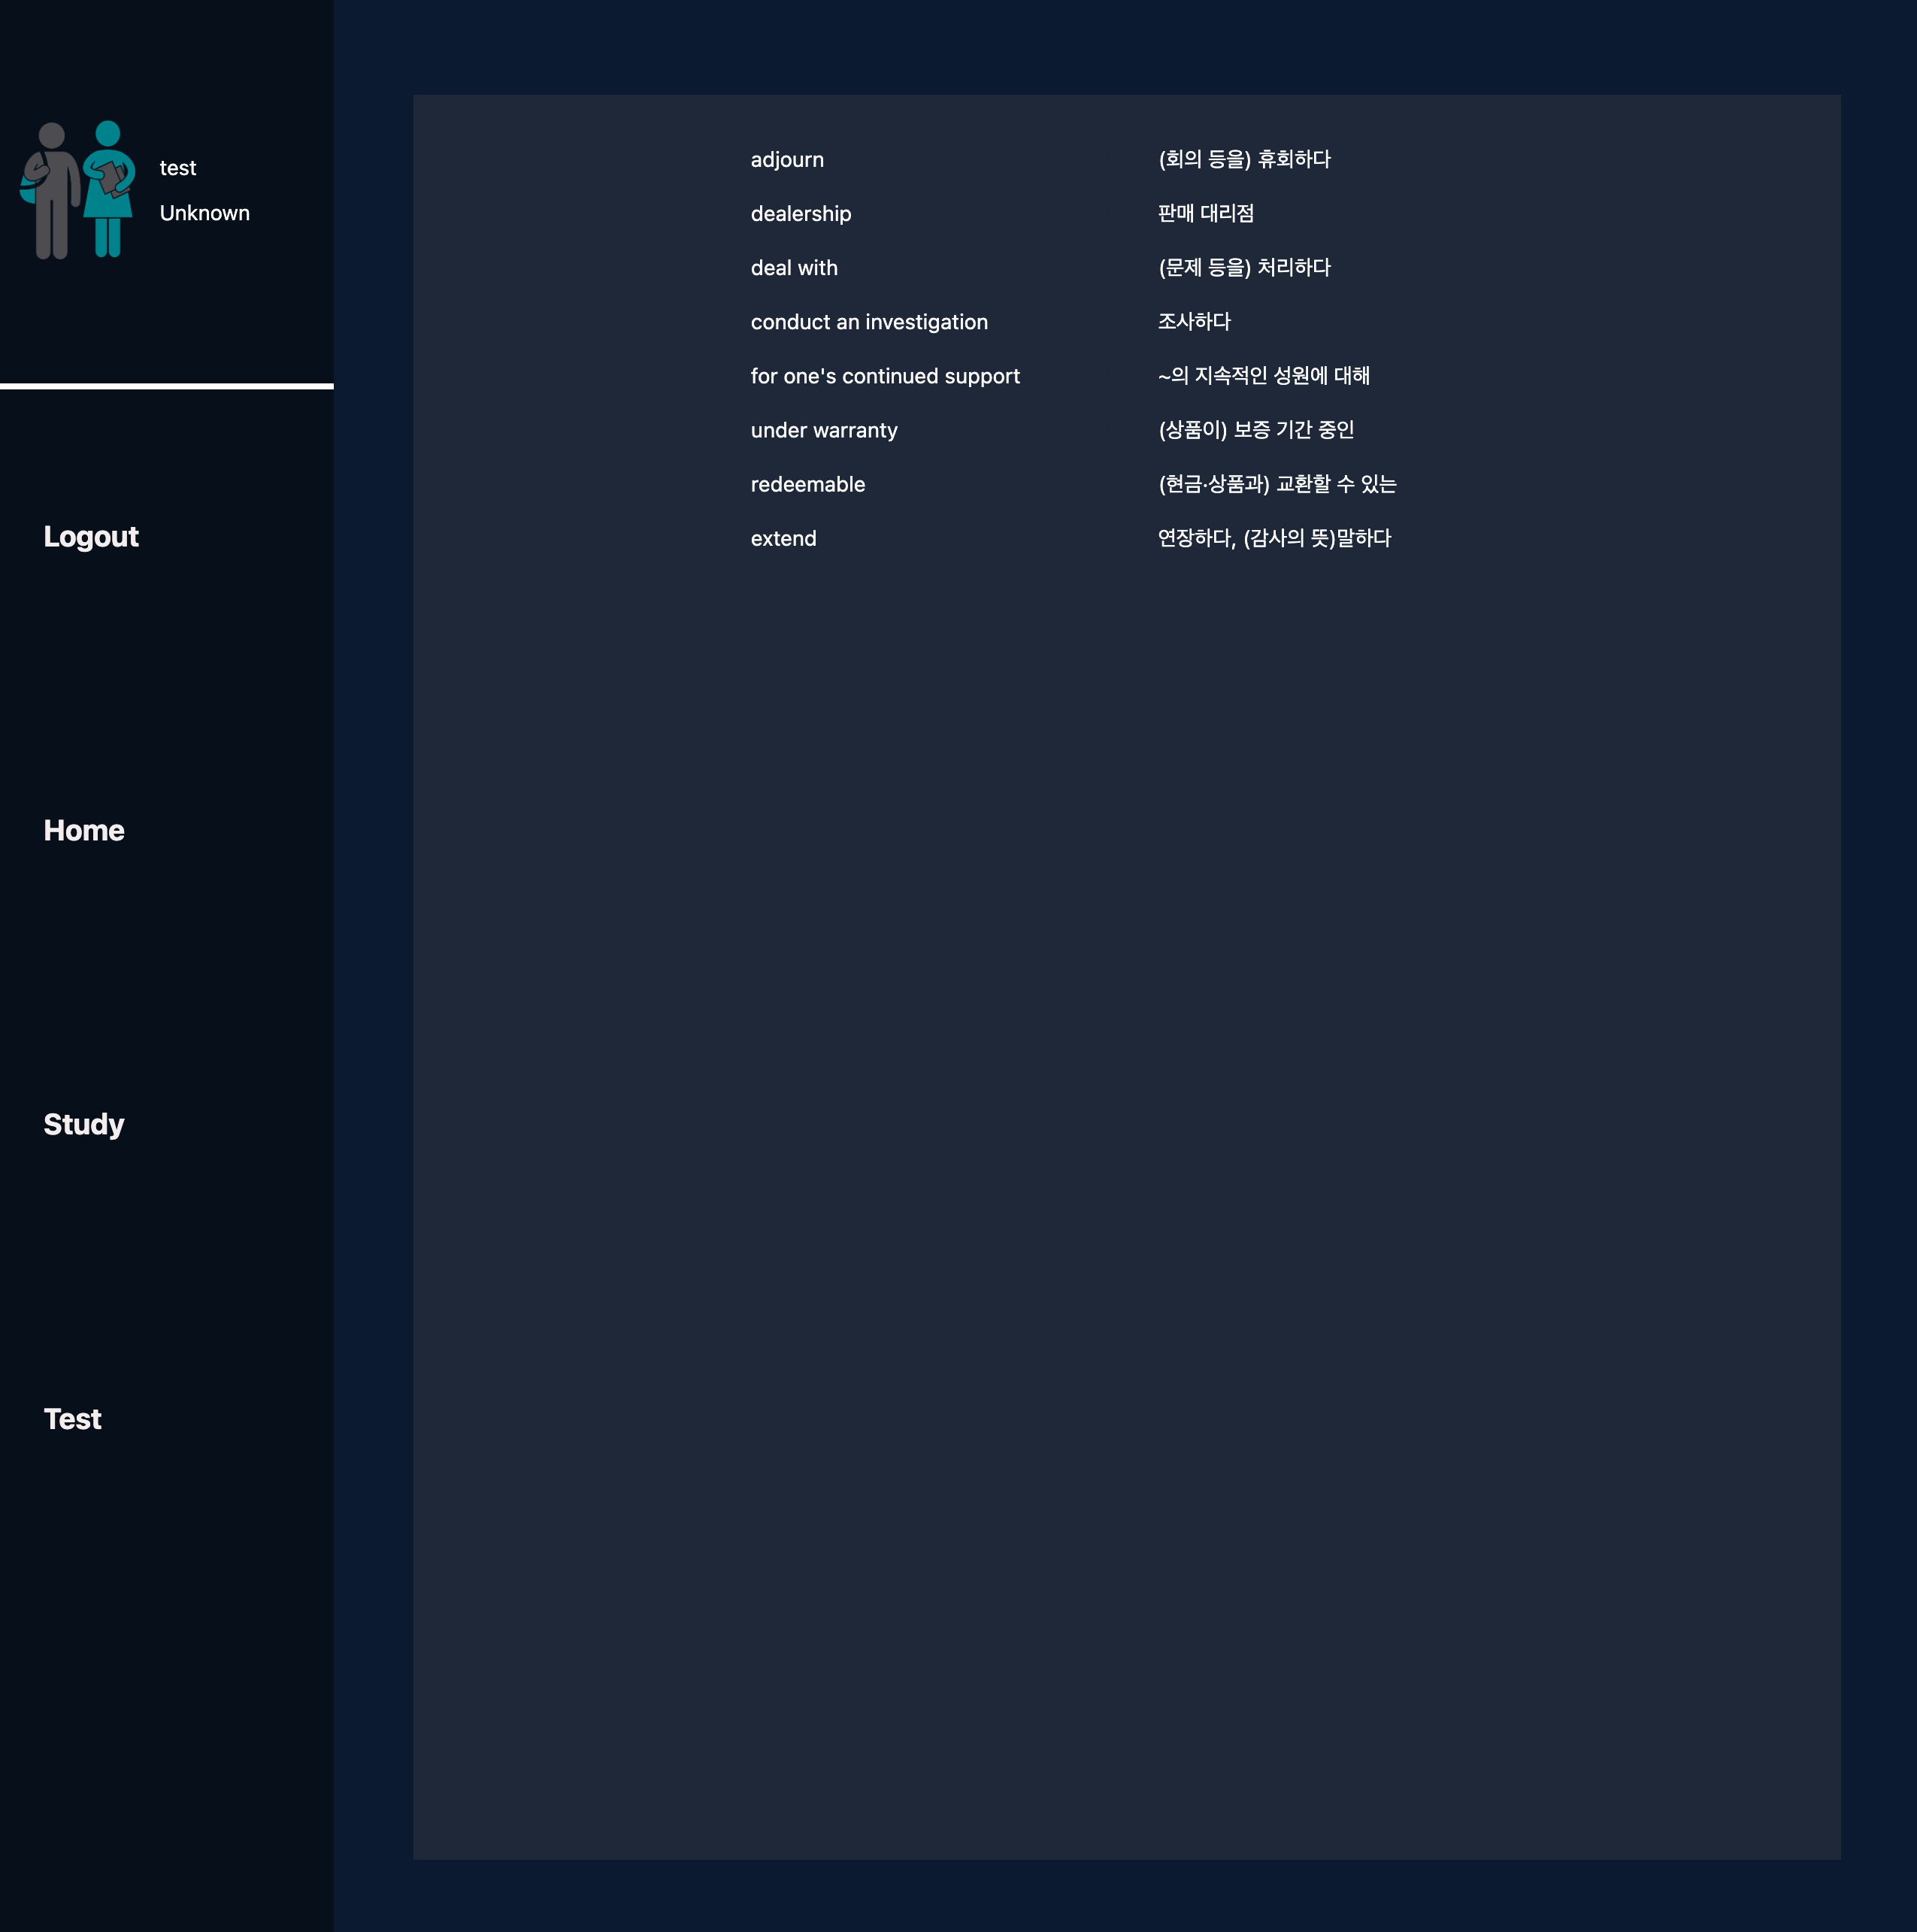 test
Unknown
Logout
Home
Study
Test
adjourn (회의 등을) 휴회하다
dealership 판매 대리점
deal with (문제 등을) 처리하다
conduct an investigation 조사하다
for one's continued support ~의 지속적인 성원에 대해
under warranty (상품이) 보증 기간 중인
redeemable (현금·상품과) 교환할 수 있는
extend 연장하다, (감사의 뜻)말하다